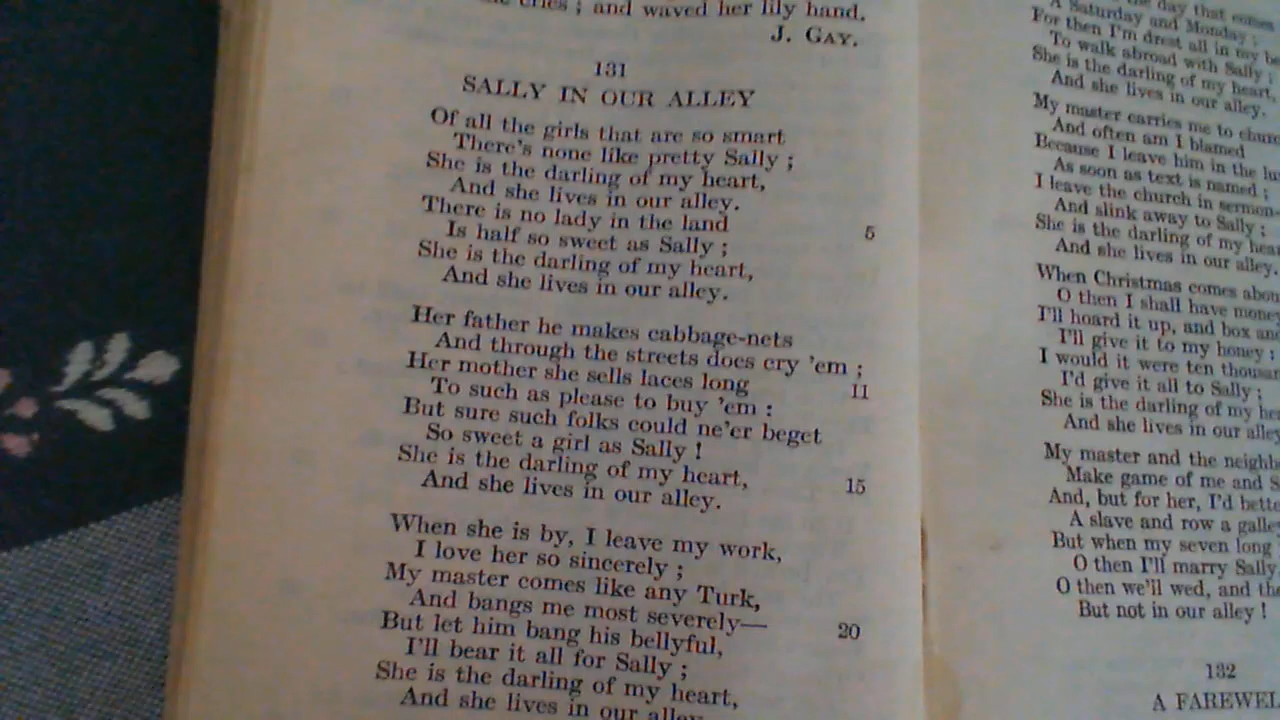 cries ; and waved her lily hand.
J. GAY.
131
SALLY IN OUR ALLEY
Of all the girls that are so smart
There's none like pretty Sally ;
She is the darling of my heart,
And she lives in our alley.
There is no lady in the land
5
Is half so sweet as Sally ;
She is the darling of my heart,
And she lives in our alley.
Her father he makes cabbage-nets
And through the streets does cry 'em ;
Her mother she sells laces long
11
To such as please to buy 'em :
But sure such folks could ne'er beget
So sweet a girl as Sally !
She is the darling of my heart,
15
And she lives in our alley.
When she is by, I leave my work,
I love her so sincerely ;
My master comes like any Turk,
And bangs me most severely—
20
But let him bang his bellyful,
I'll bear it all for Sally ;
She is the darling of my heart,
And she lives in our alley
the day that comes
A Saturday and Monday ;
For then I'm drest all in my
To walk abroad with Sally ;
She is the darling of my heart,
And she lives in our alley.
My master carries me to
And often am I blamed
Because I leave him in the
As soon as text is named ;
I leave the church in
And slink away to Sally ;
She is the darling of my
And she lives in our alley.
When Christmas comes
O then I shall have
I'll hoard it up, and box
I'll give it to my honey :
I would it were ten
I'd give it all to Sally ;
She is the darling of my
And she lives in our
My master and the
Make game of me and
And, but for her, I'd
A slave and row a
But when my seven long
O then I'll marry Sally
O then we'll wed, and
But not in our alley !
132
A